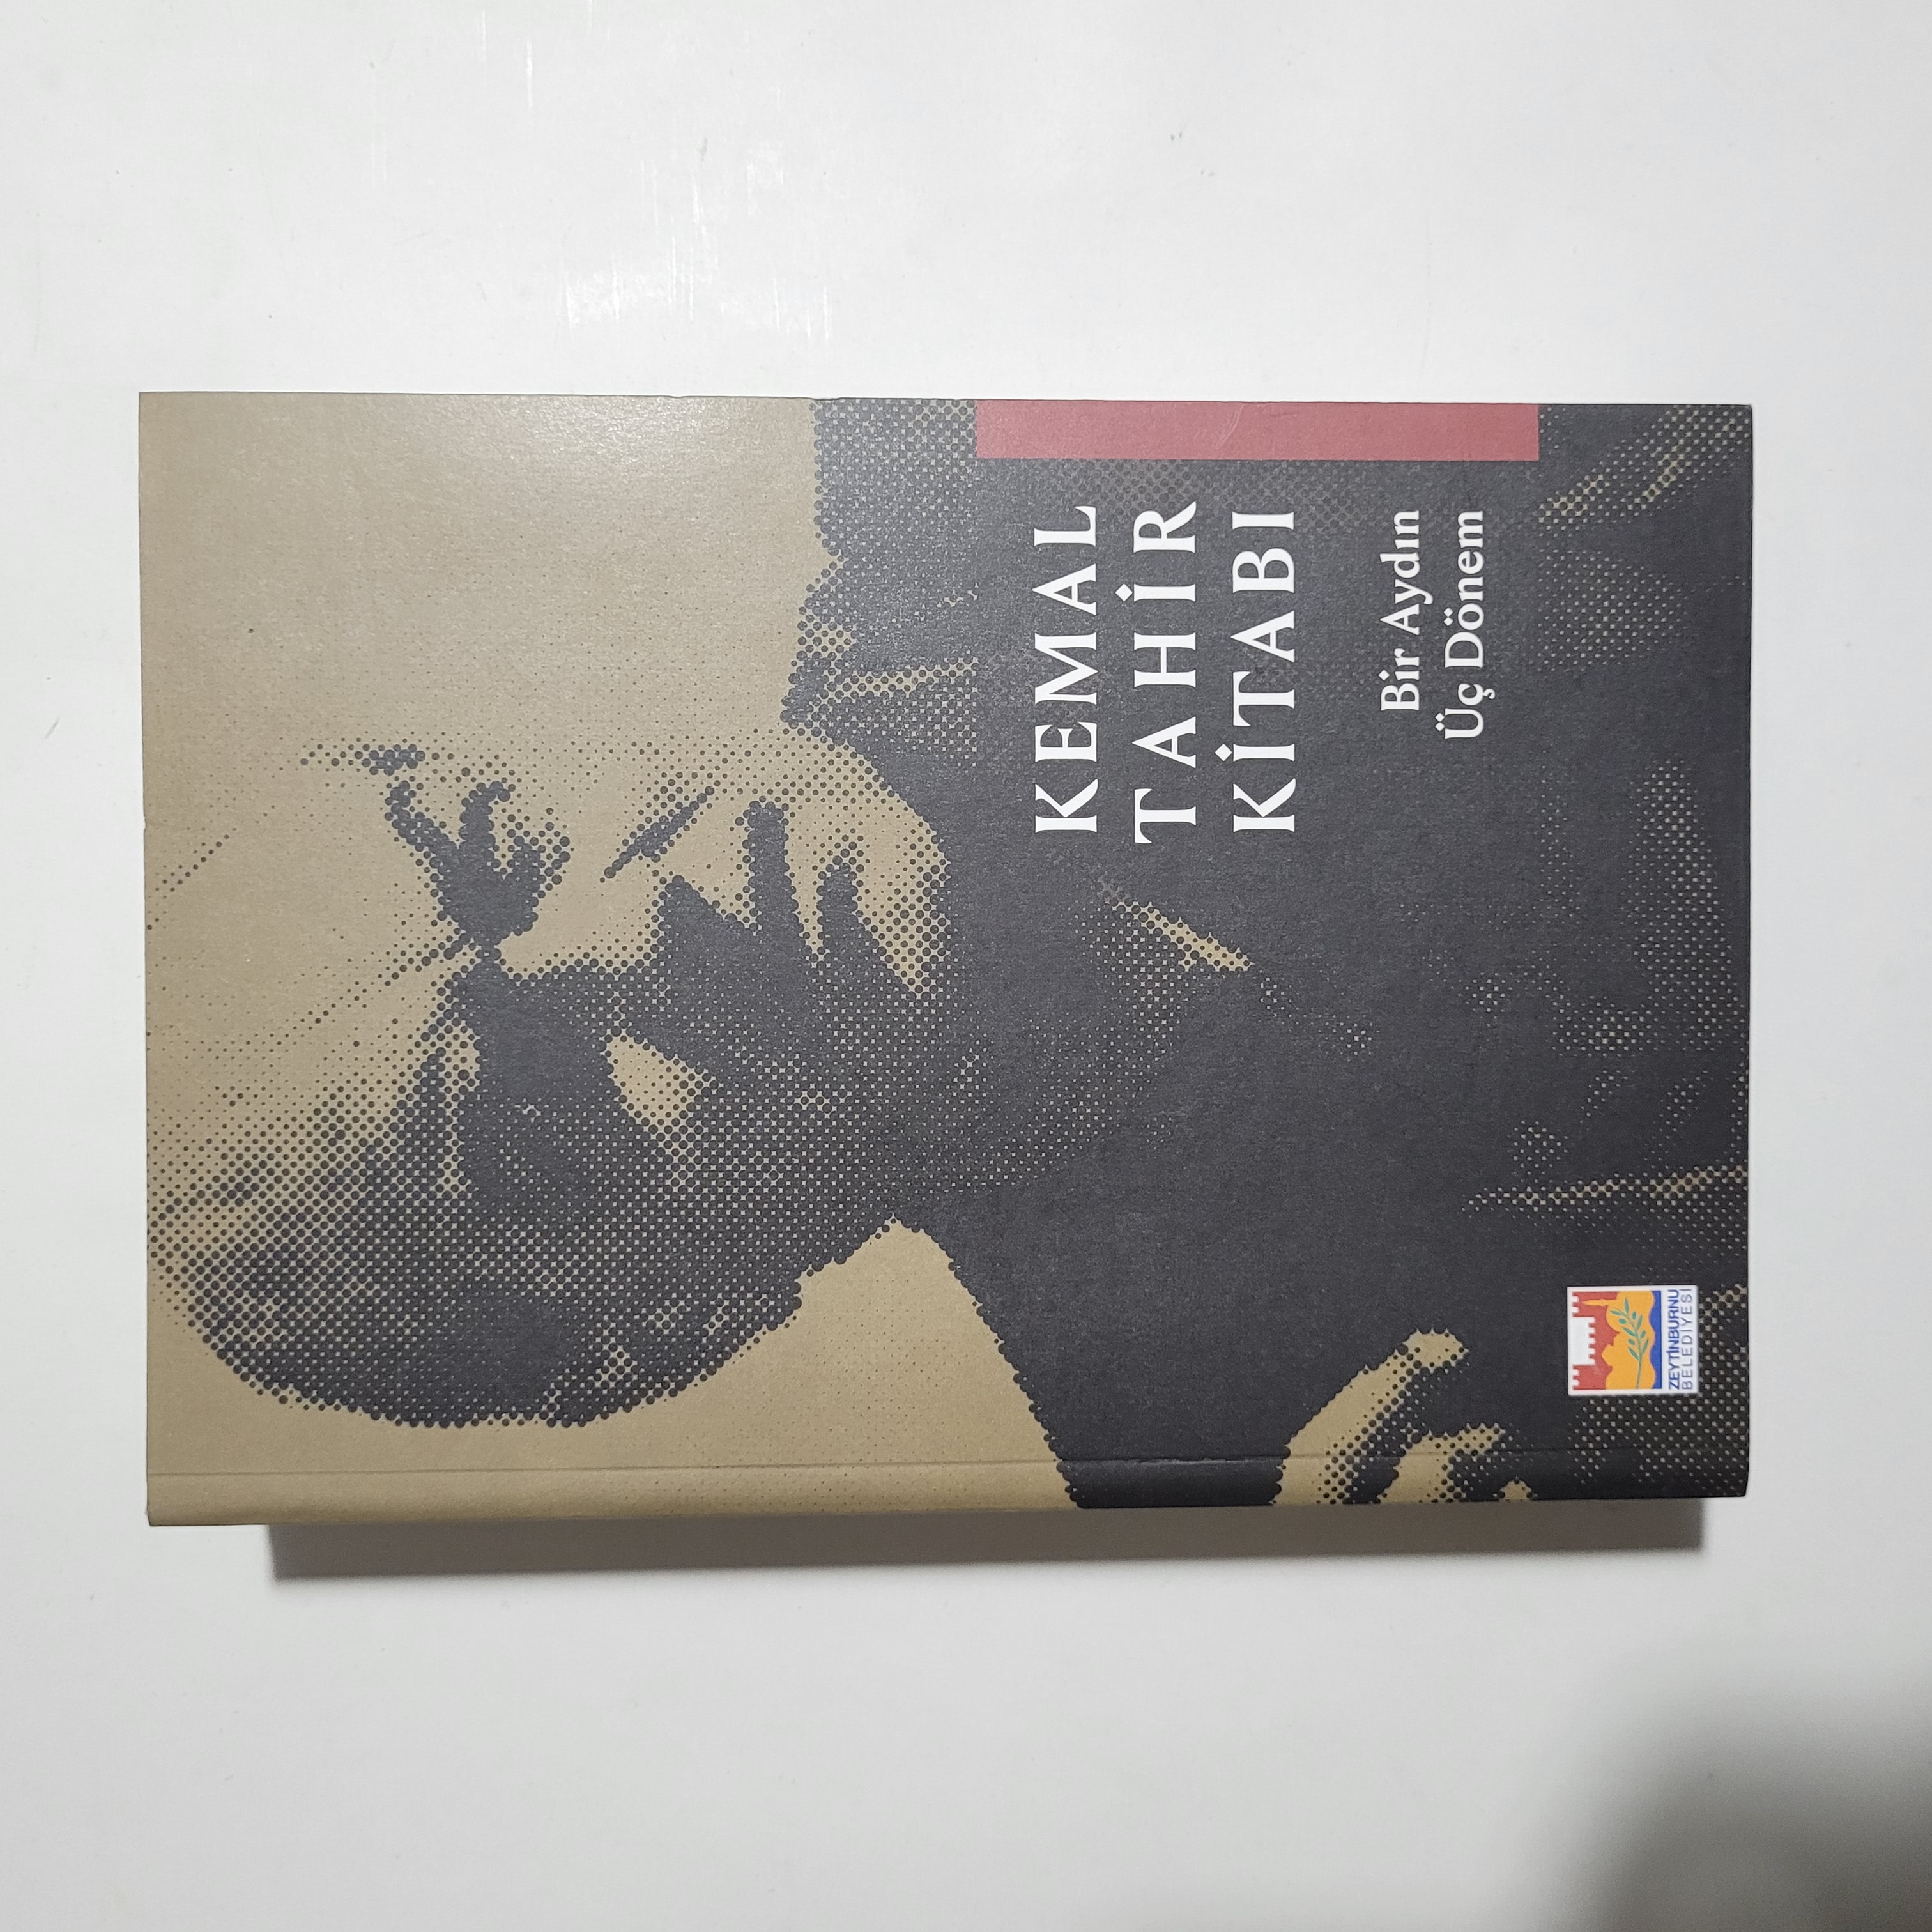 KEMAL
TAHİR
KİTABI
Bir Aydın
Üç Dönem
ZEYTİNBURNU
BELEDİYESİ